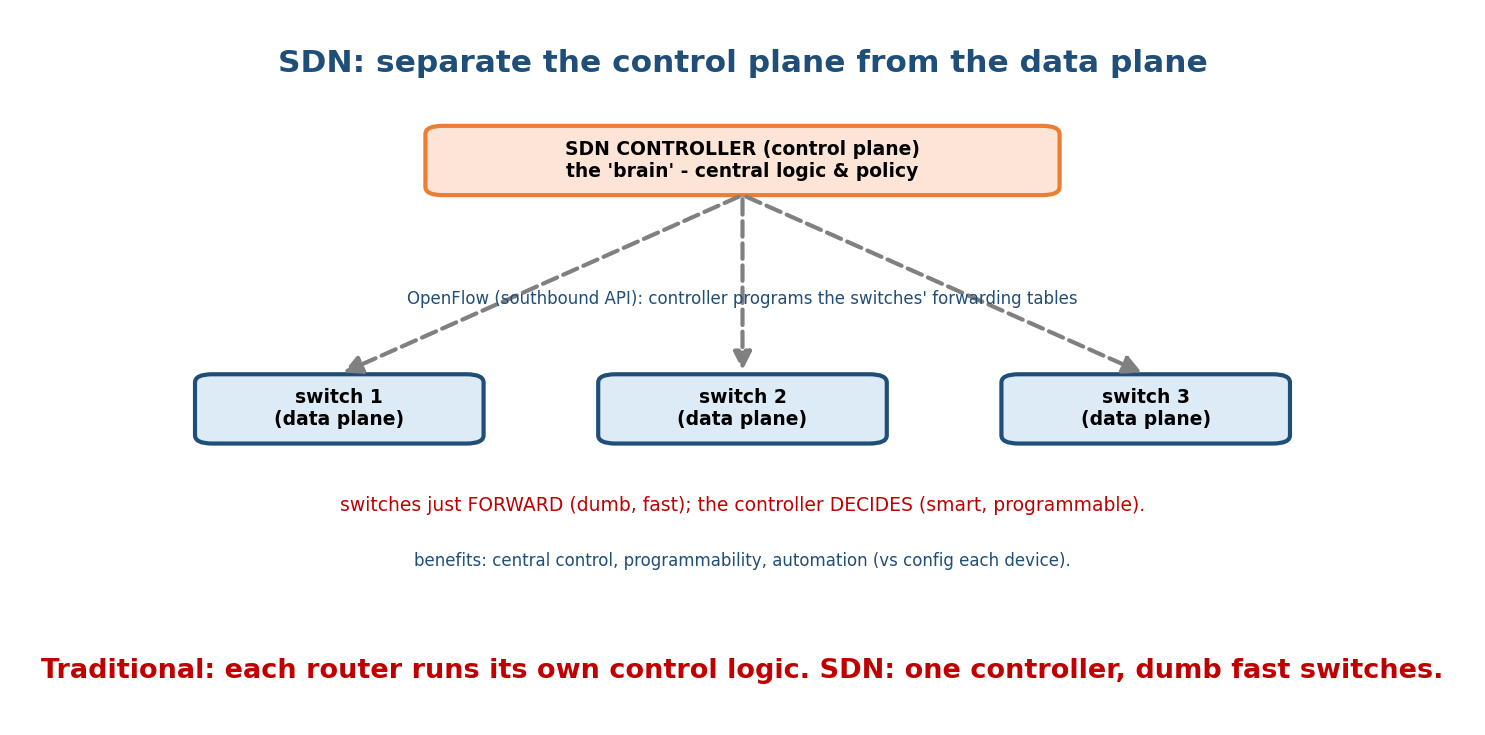 SDN: separate the control plane from the data plane
SDN CONTROLLER (control plane)
the 'brain' - central logic & policy
OpenFlow (southbound API): controller programs the switches' forwarding tables
switch 1
(data plane)
switch 2
(data plane)
switch 3
(data plane)
switches just FORWARD (dumb, fast); the controller DECIDES (smart, programmable).
benefits: central control, programmability, automation (vs config each device).
Traditional: each router runs its own control logic. SDN: one controller, dumb fast switches.